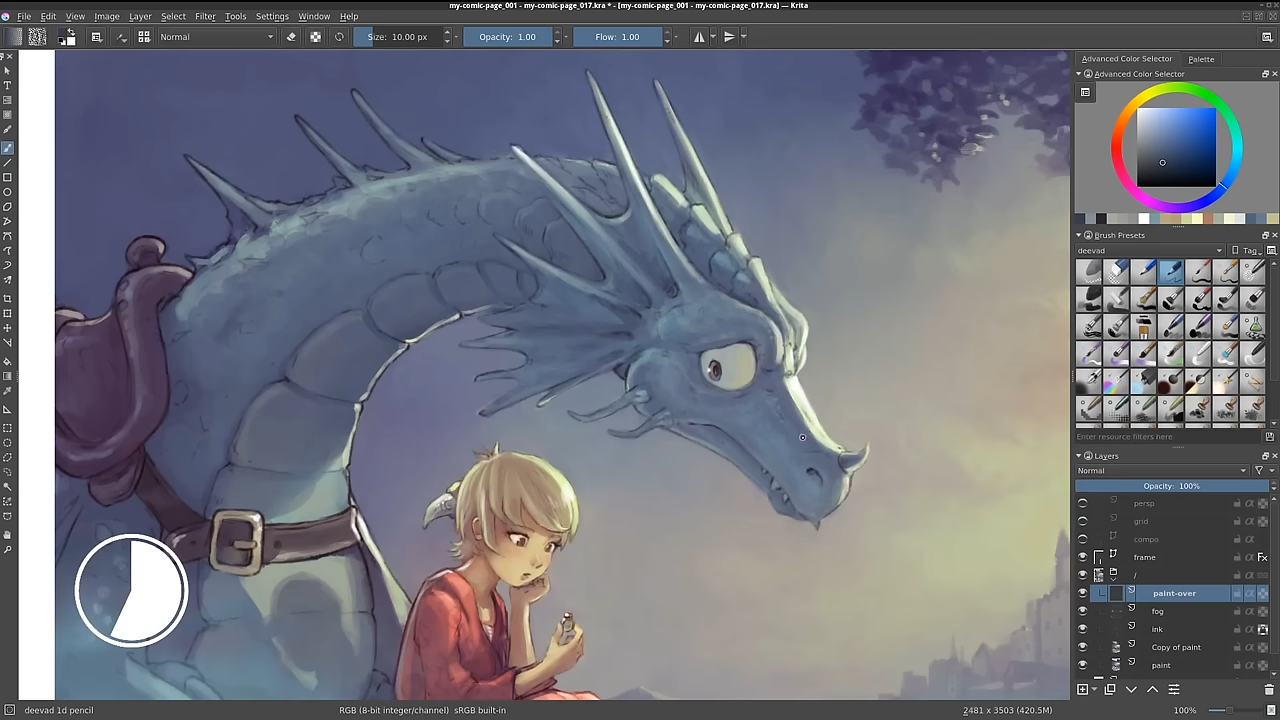 my-comic-page_001 - my-comic-page_017.kra * - [my-comic-page_001 - my-comic-page_017.kra] — Krita
File Edit View Image Layer Select Filter Tools Settings Window Help
Normal Size: 10.00 px Opacity: 1.00 Flow: 1.00
Advanced Color Selector Palette
Advanced Color Selector
Brush Presets
deevad Tag
Enter resource filters here
Layers
Normal
Opacity: 100%
persp
grid
compo
frame Fx
/
paint-over
fog
ink
Copy of paint
paint
deevad 1d pencil RGB (8-bit integer/channel) sRGB built-in 2481 x 3503 (420.5M) 100%